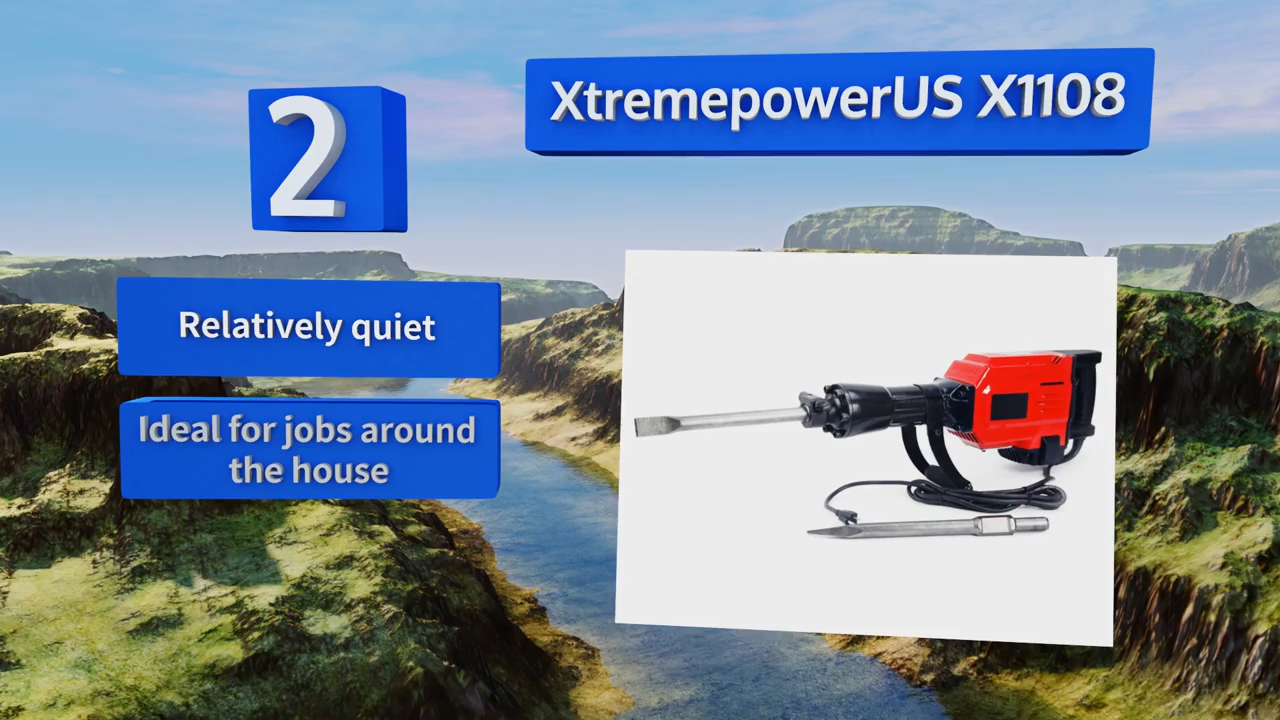 2
XtremepowerUS X1108
Relatively quiet
Ideal for jobs around
the house